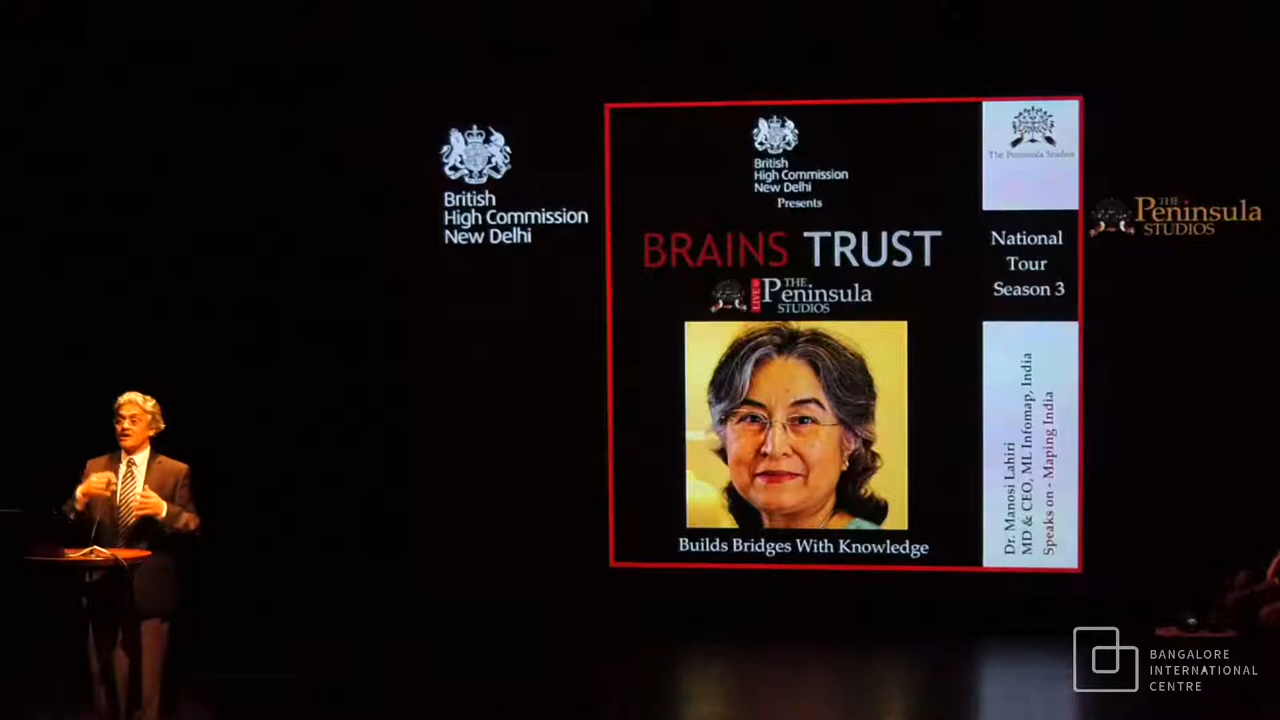 British
High Commission
New Delhi
British
High Commission
New Delhi
Presents
BRAINS TRUST
LIVE@
THE
Peninsula
STUDIOS
Builds Bridges With Knowledge
The Peninsula Studios
National
Tour
Season 3
Dr. Manosi Lahiri
MD & CEO, ML Infomap, India
Speaks on - Maping India
THE
Peninsula
STUDIOS
BANGALORE
INTERNATIONAL
CENTRE